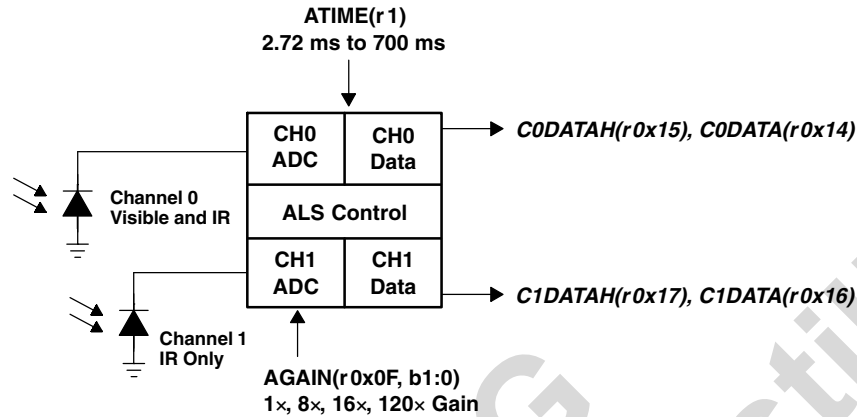 ATIME(r 1)
2.72 ms to 700 ms
CH0
ADC
CH0
Data
C0DATAH(r0x15), C0DATA(r0x14)
Channel 0
Visible and IR
ALS Control
CH1
ADC
CH1
Data
C1DATAH(r0x17), C1DATA(r0x16)
Channel 1
IR Only
AGAIN(r0x0F, b1:0)
1×, 8×, 16×, 120× Gain